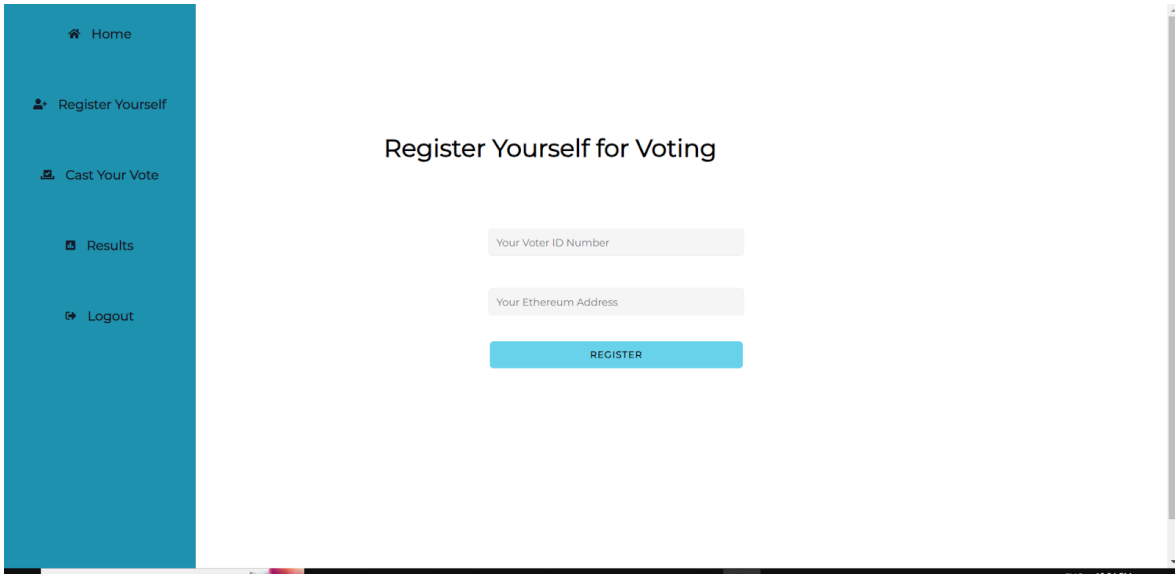 Home
Register Yourself
Cast Your Vote
Results
Logout
Register Yourself for Voting
Your Voter ID Number
Your Ethereum Address
REGISTER